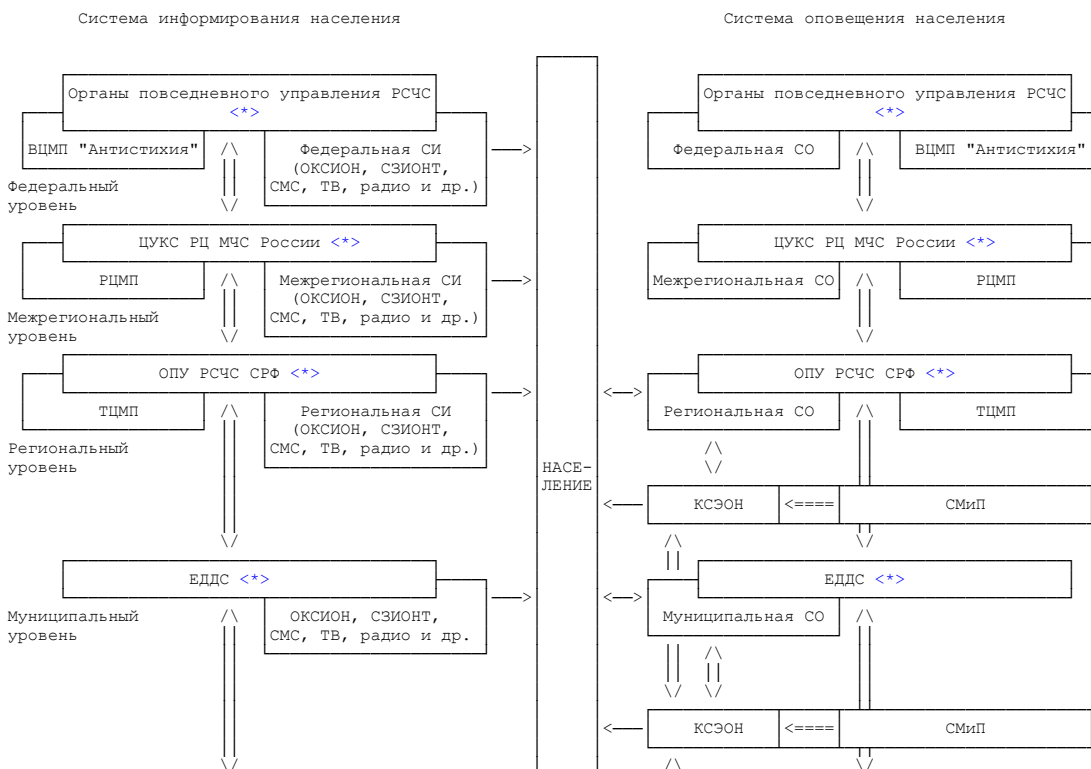 Система информирования населения
Система оповещения населения
Органы повседневного управления РСЧС
<*>
ВЦМП "Антистихия"
Федеральная СИ
(ОКСИОН, СЗИОНТ,
СМС, ТВ, радио и др.)
Федеральный
уровень
ЦУКС РЦ МЧС России <*>
РЦМП
Межрегиональная СИ
(ОКСИОН, СЗИОНТ,
СМС, ТВ, радио и др.)
Межрегиональный
уровень
ОПУ РСЧС СРФ <*>
ТЦМП
Региональная СИ
(ОКСИОН, СЗИОНТ,
СМС, ТВ, радио и др.)
Региональный
уровень
ЕДДС <*>
ОКСИОН, СЗИОНТ,
СМС, ТВ, радио и др.
Муниципальный
уровень
НАСЕ-
ЛЕНИЕ
Органы повседневного управления РСЧС
<*>
Федеральная СО
ВЦМП "Антистихия"
ЦУКС РЦ МЧС России <*>
Межрегиональная СО
РЦМП
ОПУ РСЧС СРФ <*>
Региональная СО
ТЦМП
КСЭОН
<====
СМиП
ЕДДС <*>
Муниципальная СО
КСЭОН
<====
СМиП